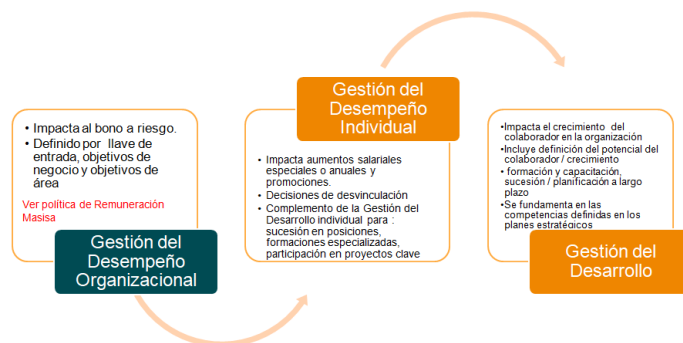 • Impacta al bono a riesgo.
• Definido por llave de
entrada, objetivos de
negocio y objetivos de
área
Ver política de Remuneración
Masisa
Gestión del
Desempeño
Organizacional
Gestión del
Desempeño
Individual
• Impacta aumentos salariales
especiales o anuales y
promociones.
• Decisiones de desvinculación
• Complemento de la Gestión del
Desarrollo individual para :
sucesión en posiciones,
formaciones especializadas,
participación en proyectos clave
•Impacta el crecimiento del
colaborador en la organización
•Incluye definición del potencial del
colaborador / crecimiento
• formación y capacitación,
sucesión / planificación a largo
plazo
•Se fundamenta en las
competencias definidas en los
planes estratégicos
Gestión del
Desarrollo